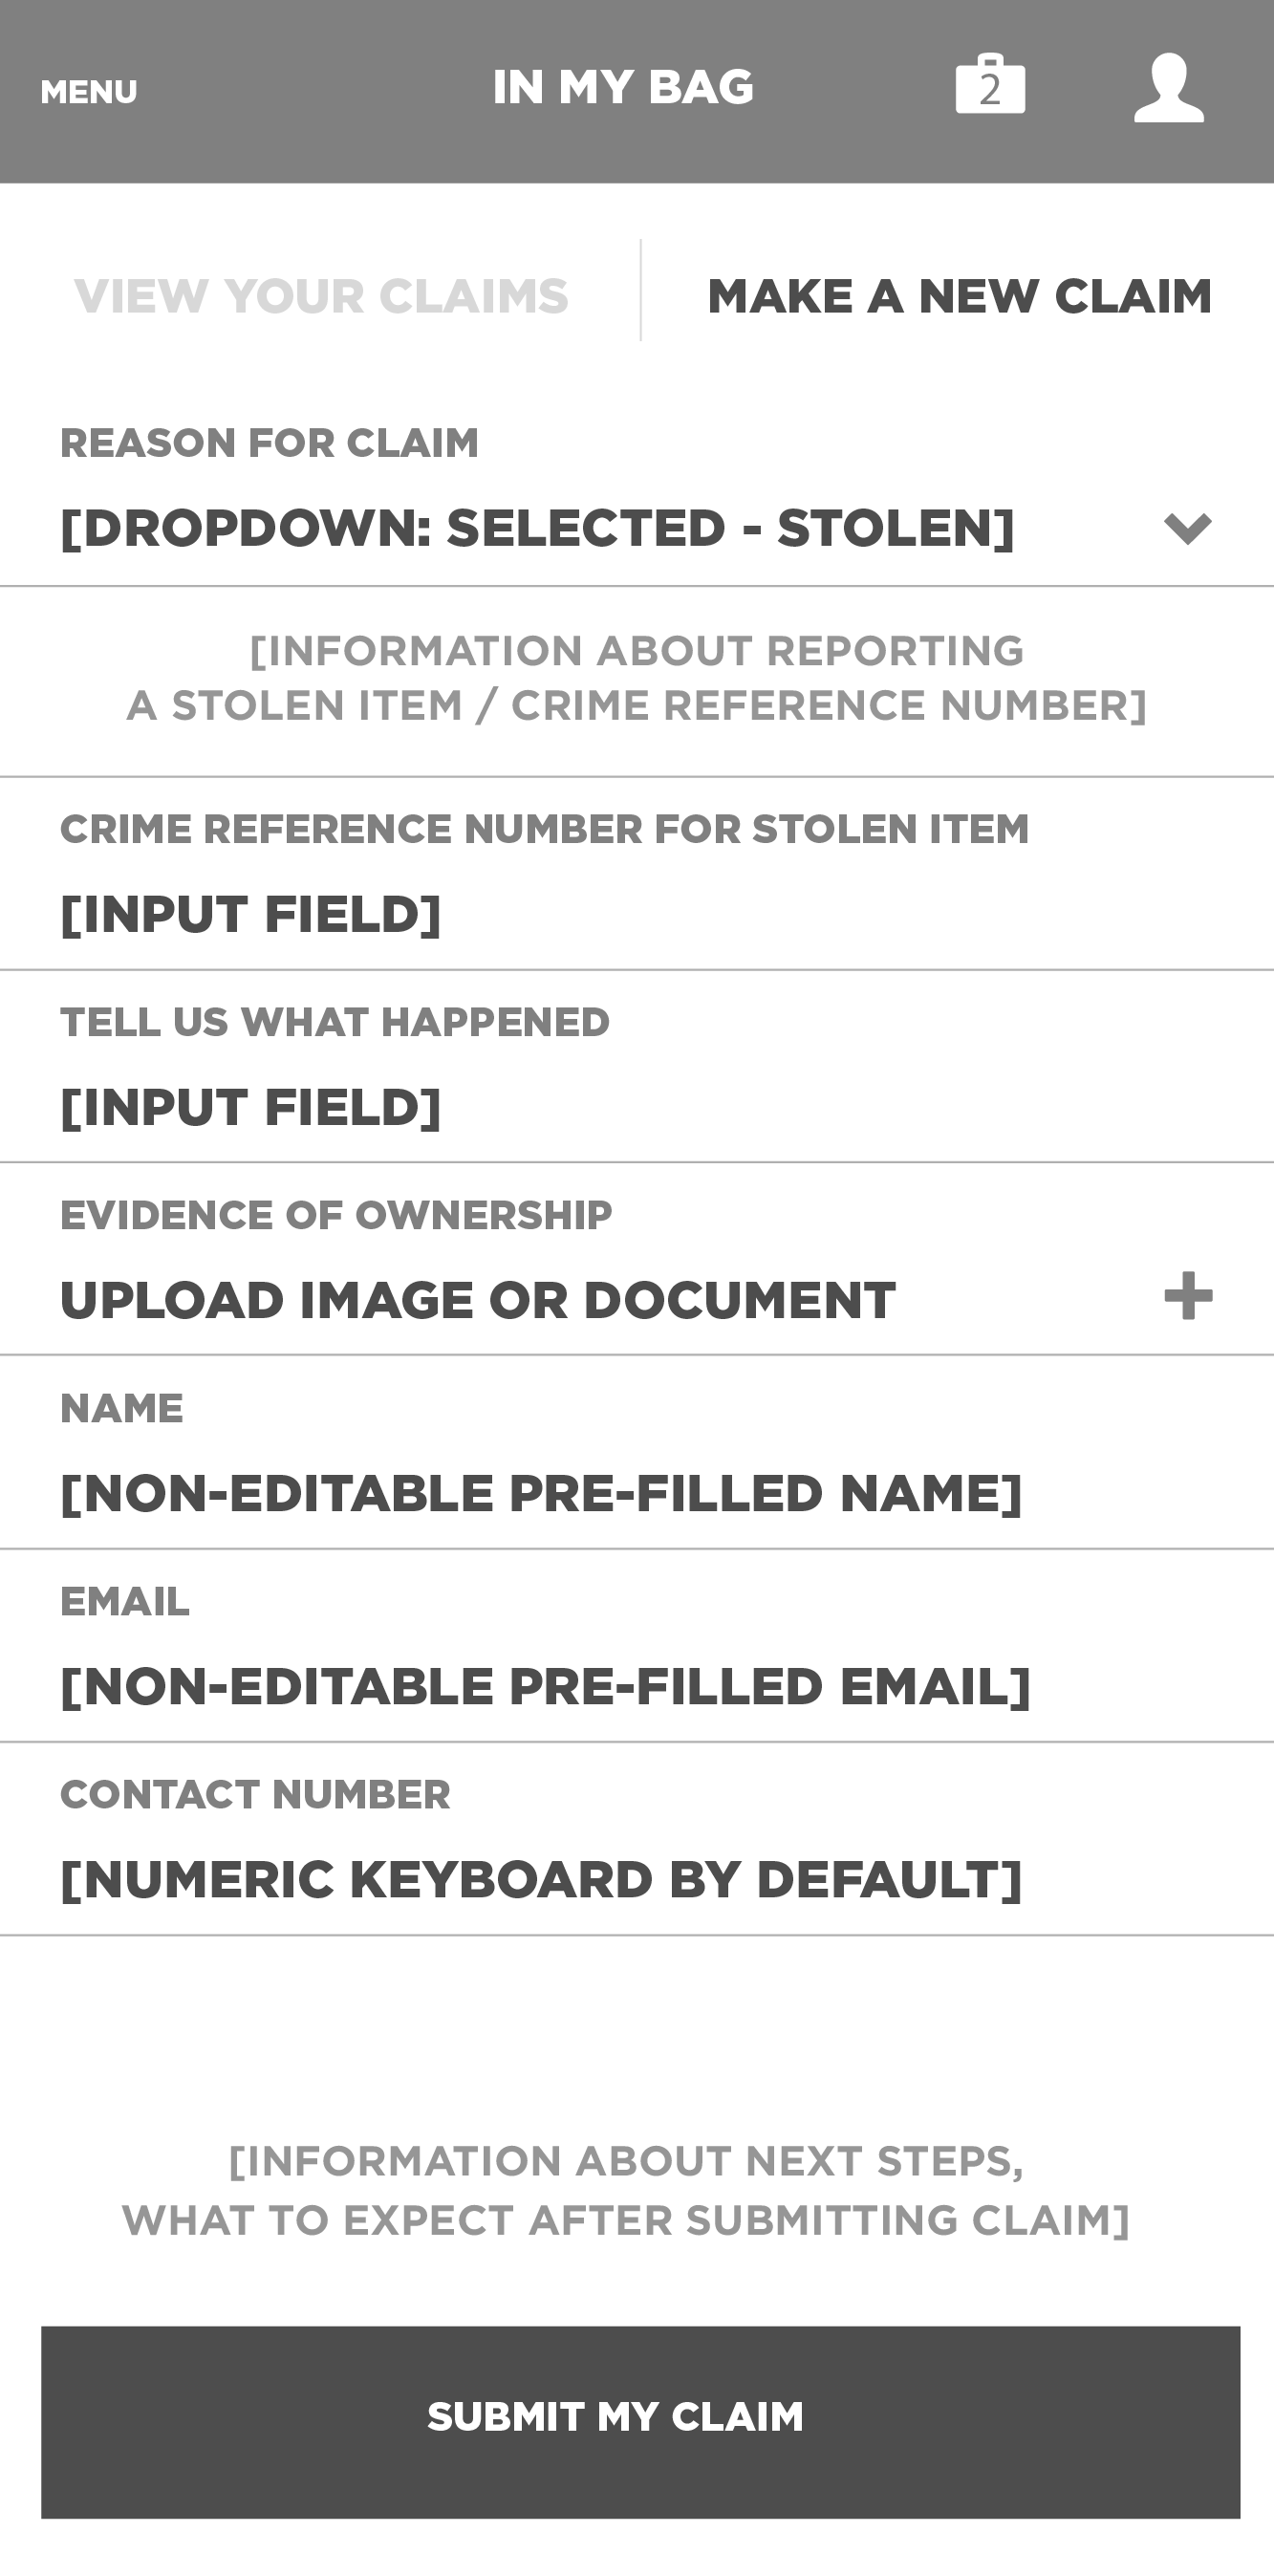 MENU
IN MY BAG
2
VIEW YOUR CLAIMS
MAKE A NEW CLAIM
REASON FOR CLAIM
[DROPDOWN: SELECTED - STOLEN]
[INFORMATION ABOUT REPORTING
A STOLEN ITEM / CRIME REFERENCE NUMBER]
CRIME REFERENCE NUMBER FOR STOLEN ITEM
[INPUT FIELD]
TELL US WHAT HAPPENED
[INPUT FIELD]
EVIDENCE OF OWNERSHIP
UPLOAD IMAGE OR DOCUMENT
NAME
[NON-EDITABLE PRE-FILLED NAME]
EMAIL
[NON-EDITABLE PRE-FILLED EMAIL]
CONTACT NUMBER
[NUMERIC KEYBOARD BY DEFAULT]
[INFORMATION ABOUT NEXT STEPS,
WHAT TO EXPECT AFTER SUBMITTING CLAIM]
SUBMIT MY CLAIM